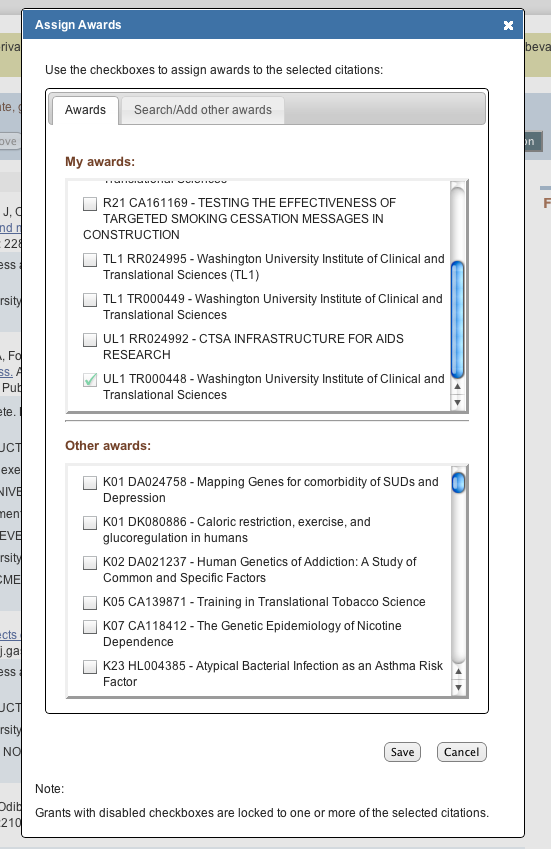 Assign Awards
Use the checkboxes to assign awards to the selected citations:
Awards
Search/Add other awards
My awards:
Translational Sciences
R21 CA161169 - TESTING THE EFFECTIVENESS OF
TARGETED SMOKING CESSATION MESSAGES IN
CONSTRUCTION
TL1 RR024995 - Washington University Institute of Clinical and
Translational Sciences (TL1)
TL1 TR000449 - Washington University Institute of Clinical and
Translational Sciences
UL1 RR024992 - CTSA INFRASTRUCTURE FOR AIDS
RESEARCH
UL1 TR000448 - Washington University Institute of Clinical and
Translational Sciences
Other awards:
K01 DA024758 - Mapping Genes for comorbidity of SUDs and
Depression
K01 DK080886 - Caloric restriction, exercise, and
glucoregulation in humans
K02 DA021237 - Human Genetics of Addiction: A Study of
Common and Specific Factors
K05 CA139871 - Training in Translational Tobacco Science
K07 CA118412 - The Genetic Epidemiology of Nicotine
Dependence
K23 HL004385 - Atypical Bacterial Infection as an Asthma Risk
Factor
Save
Cancel
Note:
Grants with disabled checkboxes are locked to one or more of the selected citations.